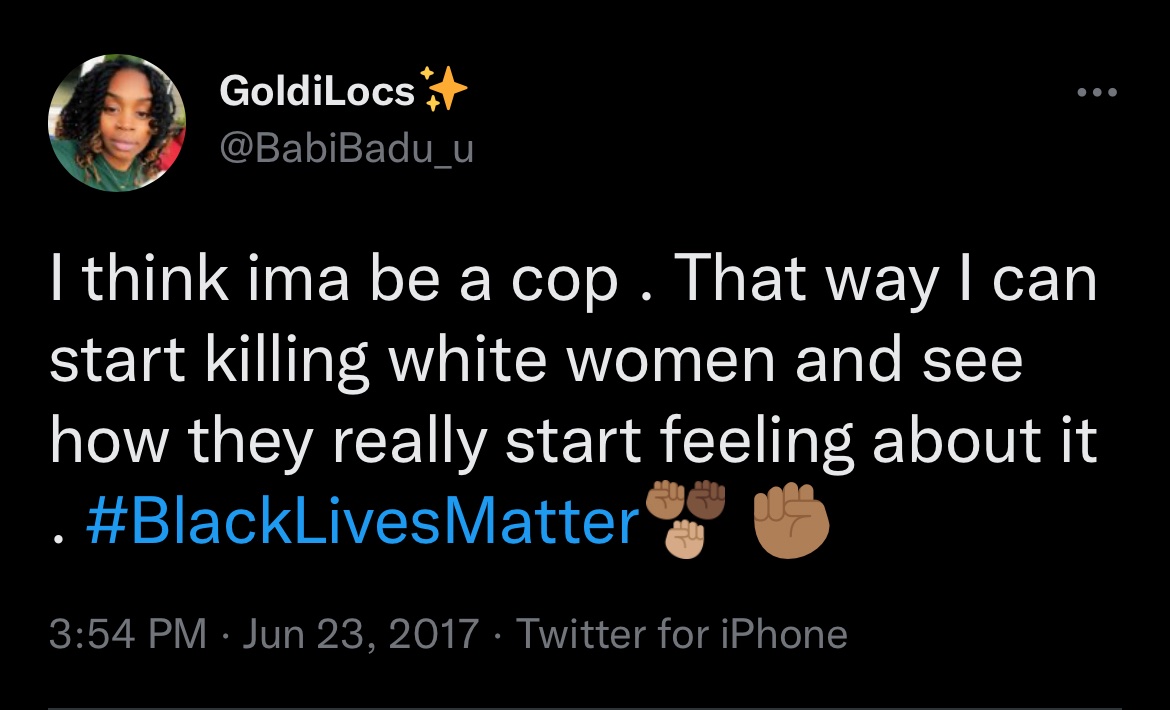 GoldiLocs✨
@BabiBadu_u
I think ima be a cop . That way I can
start killing white women and see
how they really start feeling about it
. #BlackLivesMatter ✊🏽
3:54 PM · Jun 23, 2017 · Twitter for iPhone